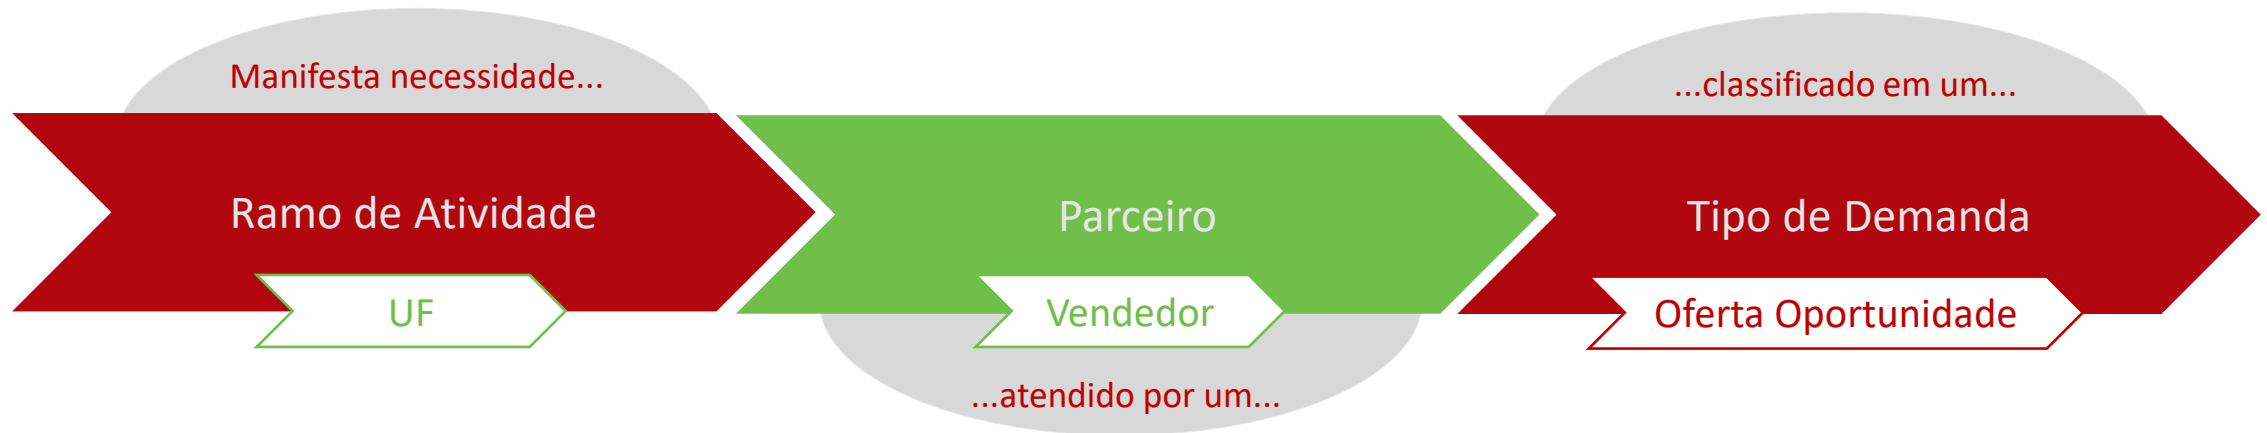 Manifesta necessidade...
Ramo de Atividade
UF
Parceiro
Vendedor
...atendido por um...
...classificado em um...
Tipo de Demanda
Oferta Oportunidade